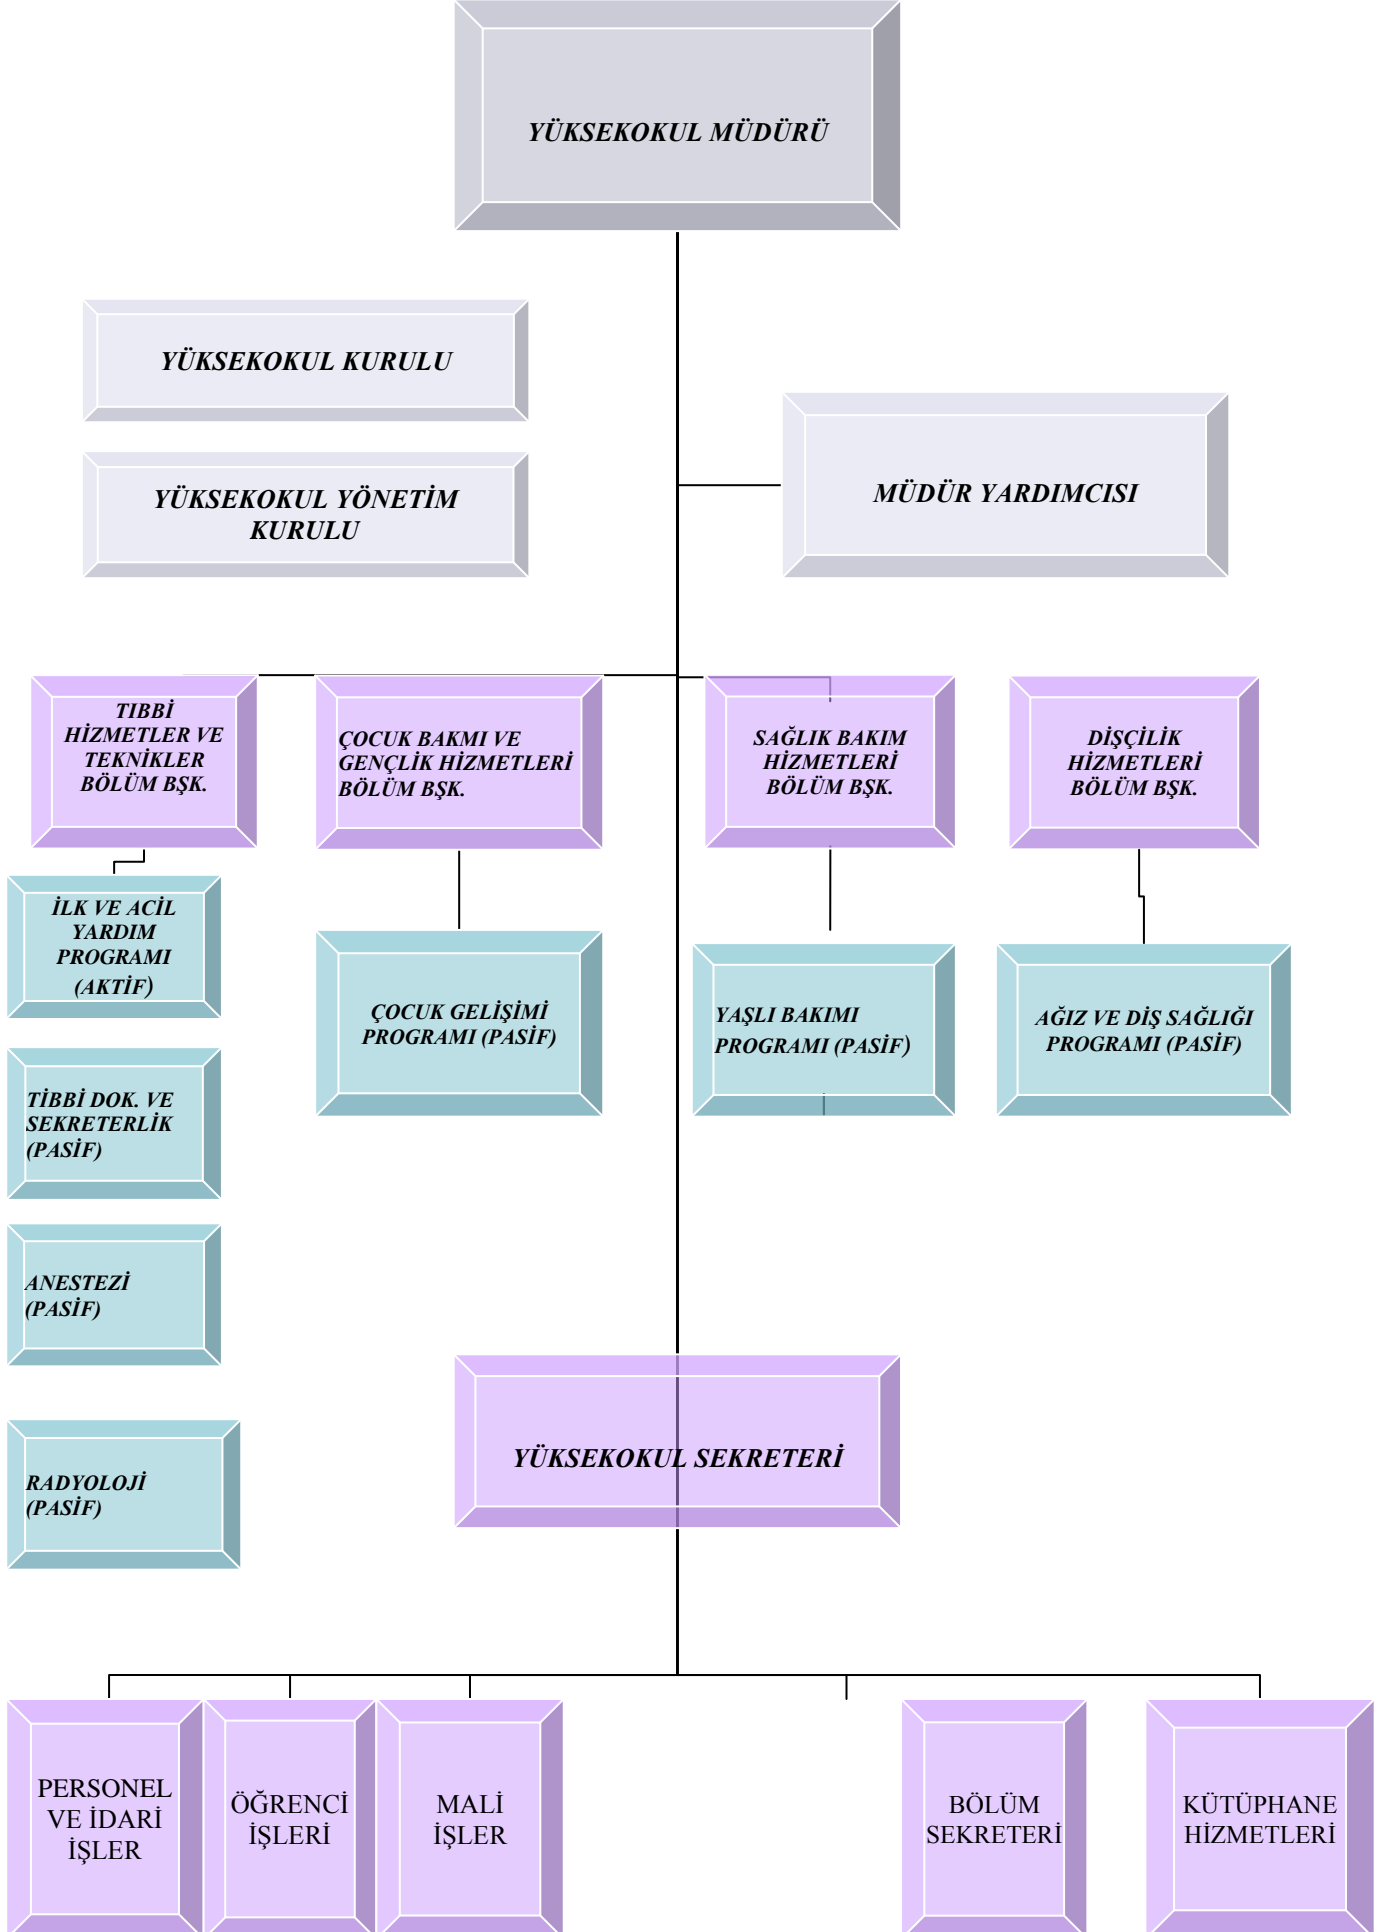 YÜKSEKOKUL MÜDÜRÜ
YÜKSEKOKUL KURULU
YÜKSEKOKUL YÖNETİM
KURULU
MÜDÜR YARDIMCISI
TIBBİ
HİZMETLER VE
TEKNİKLER
BÖLÜM BŞK.
ÇOCUK BAKMI VE
GENÇLİK HİZMETLERİ
BÖLÜM BŞK.
SAĞLIK BAKIM
HİZMETLERİ
BÖLÜM BŞK.
DİŞÇİLİK
HİZMETLERİ
BÖLÜM BŞK.
İLK VE ACİL
YARDIM
PROGRAMI
(AKTİF)
ÇOCUK GELİŞİMİ
PROGRAMI (PASİF)
YAŞLI BAKIMI
PROGRAMI (PASİF)
AĞIZ VE DİŞ SAĞLIĞI
PROGRAMI (PASİF)
TİBBİ DOK. VE
SEKRETERLİK
(PASİF)
ANESTEZİ
(PASİF)
RADYOLOJİ
(PASİF)
YÜKSEKOKUL SEKRETERİ
PERSONEL
VE İDARİ
İŞLER
ÖĞRENCİ
İŞLERİ
MALİ
İŞLER
BÖLÜM
SEKRETERİ
KÜTÜPHANE
HİZMETLERİ